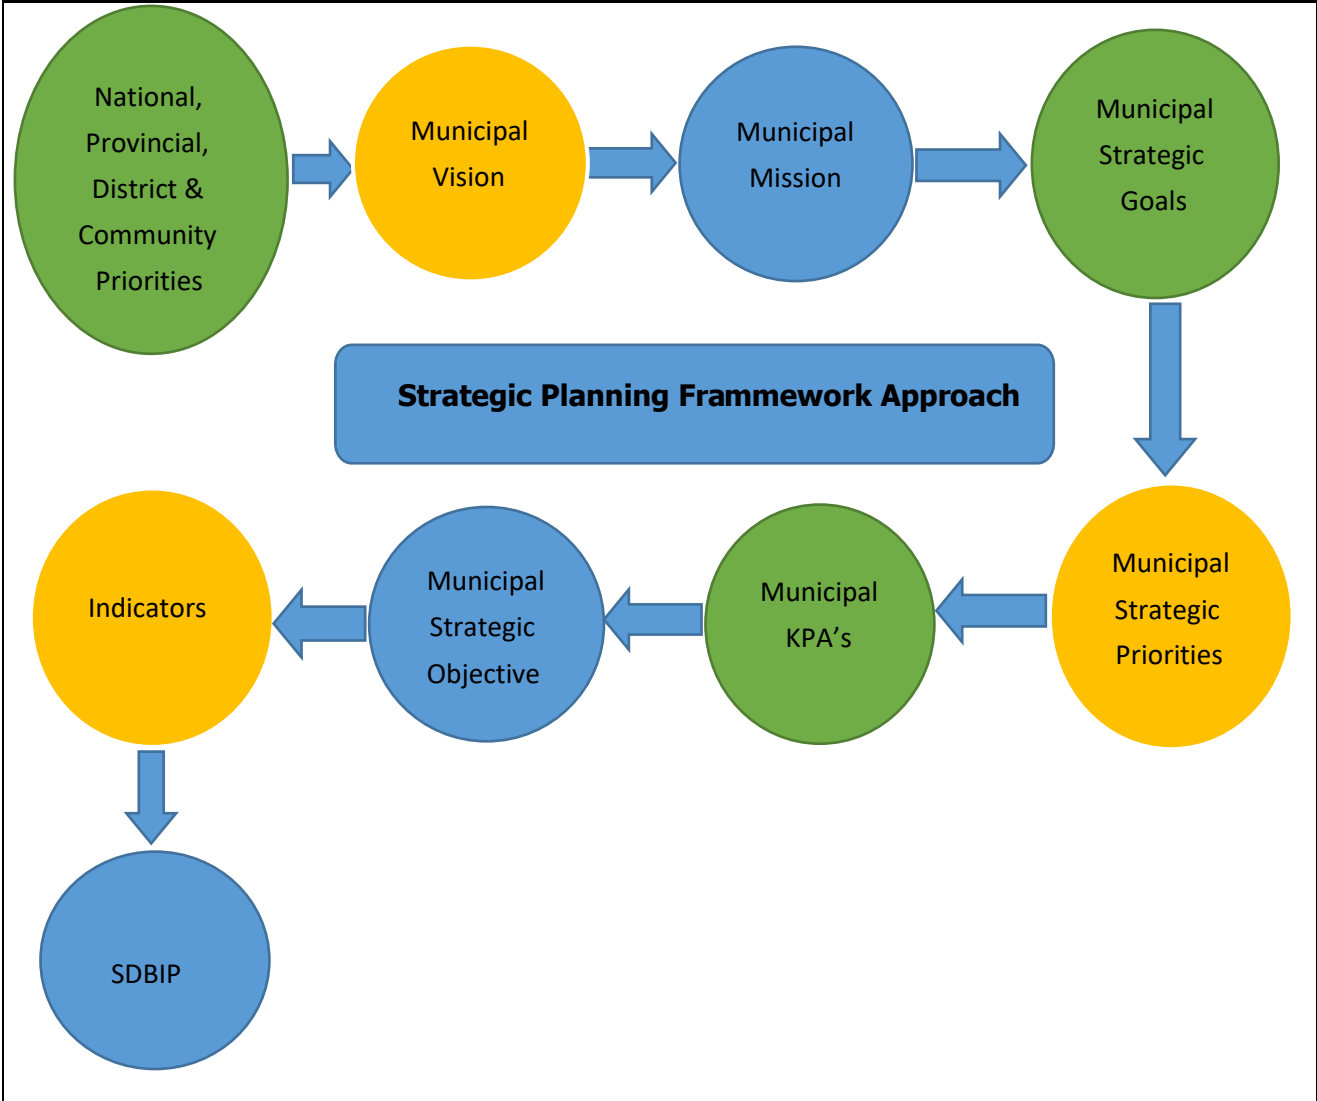 National,
Provincial,
District &
Community
Priorities
Municipal
Vision
Municipal
Mission
Municipal
Strategic
Goals
Strategic Planning Frammework Approach
Municipal
Strategic
Priorities
Municipal
KPA’s
Municipal
Strategic
Objective
Indicators
SDBIP